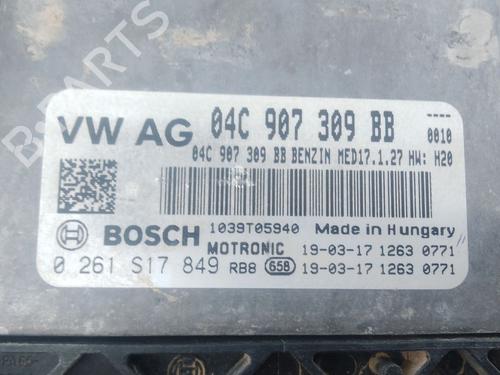 B-PARTS
VW AG 04C 907 309 BB ----
0010
04C 907 309 BB BENZIN MED17.1.27 HW: H20
1039T05940 Made in Hungary
BOSCH MOTRONIC 19-03-17 1263 0771
0 261 S17 849 RB8 658 19-03-17 1263 0771